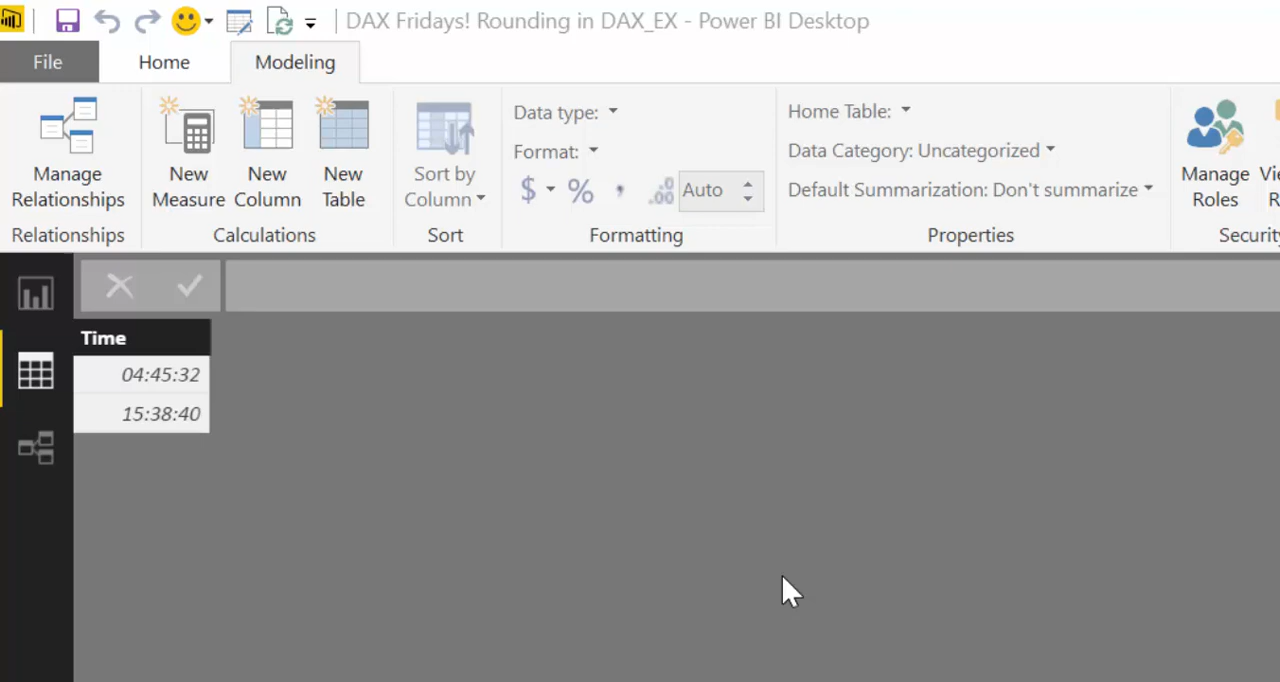 DAX Fridays! Rounding in DAX_EX - Power BI Desktop
File Home Modeling
Manage Relationships
New Measure
New Column
New Table
Sort by Column
Data type:
Format:
$ % , .00 Auto
Home Table:
Data Category: Uncategorized
Default Summarization: Don't summarize
Manage Roles
Relationships Calculations Sort Formatting Properties
Time
04:45:32
15:38:40